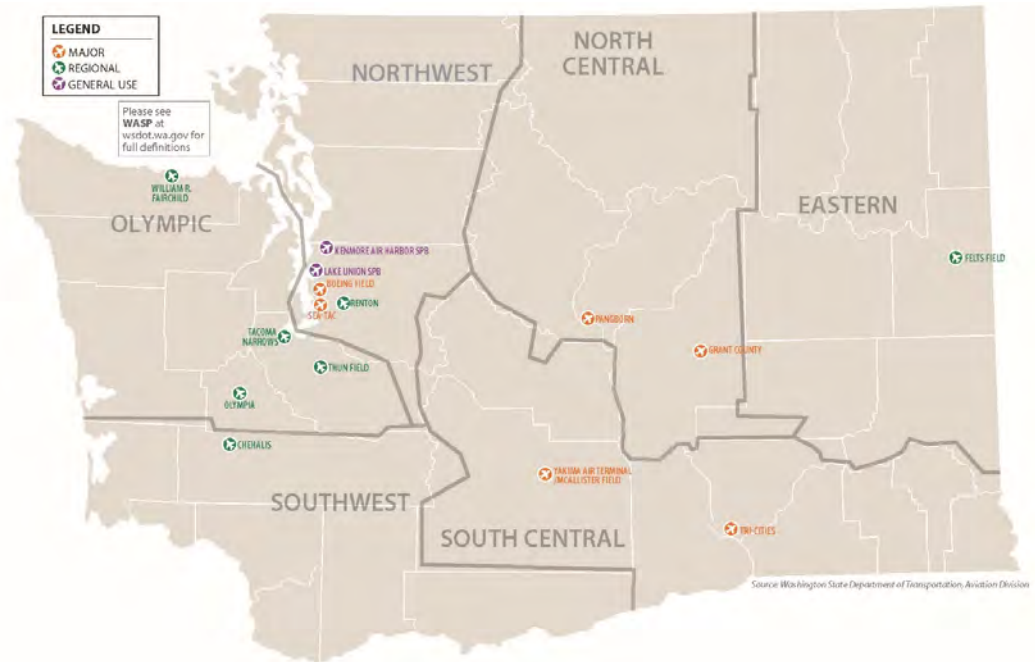 LEGEND
MAJOR
REGIONAL
GENERAL USE
Please see
WASP at
wsdot.wa.gov for
full definitions
NORTHWEST
NORTH
CENTRAL
WILLIAM R.
FAIRCHILD
OLYMPIC
EASTERN
KENMORE AIR HARBOR SPB
FELTS FIELD
LAKE UNION SPB
BOEING FIELD
RENTON
SEA-TAC
PANGBORN
TACOMA
NARROWS
GRANT COUNTY
THUN FIELD
OLYMPIA
CHEHALIS
YAKIMA AIR TERMINAL
/MCALLISTER FIELD
SOUTHWEST
SOUTH CENTRAL
TRI-CITIES
Source: Washington State Department of Transportation, Aviation Division